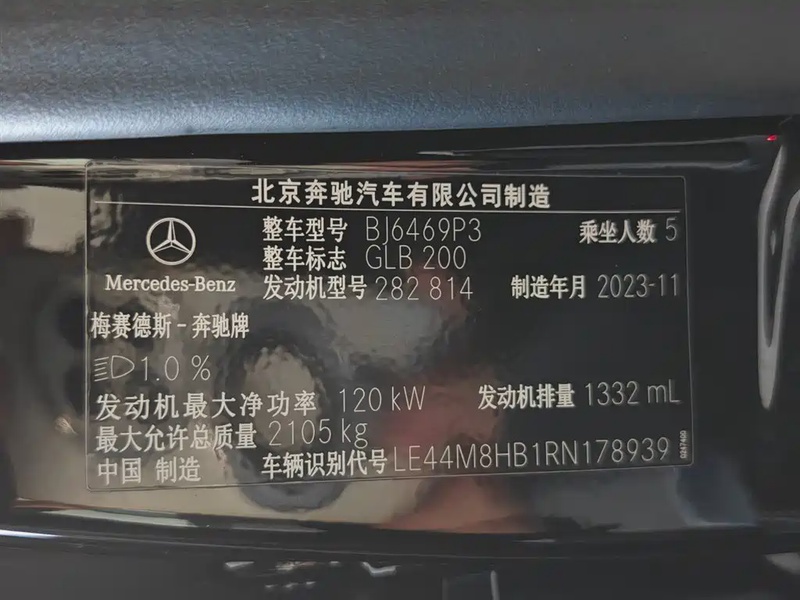 北京奔驰汽车有限公司制造
整车型号 BJ6469P3 乘坐人数 5
整车标志 GLB 200
Mercedes-Benz 发动机型号 282 814 制造年月 2023-11
梅赛德斯-奔驰牌
1.0 %
发动机最大净功率 120 kW 发动机排量 1332 mL
最大允许总质量 2105 kg
中国 制造 车辆识别代号 LE44M8HB1RN178939